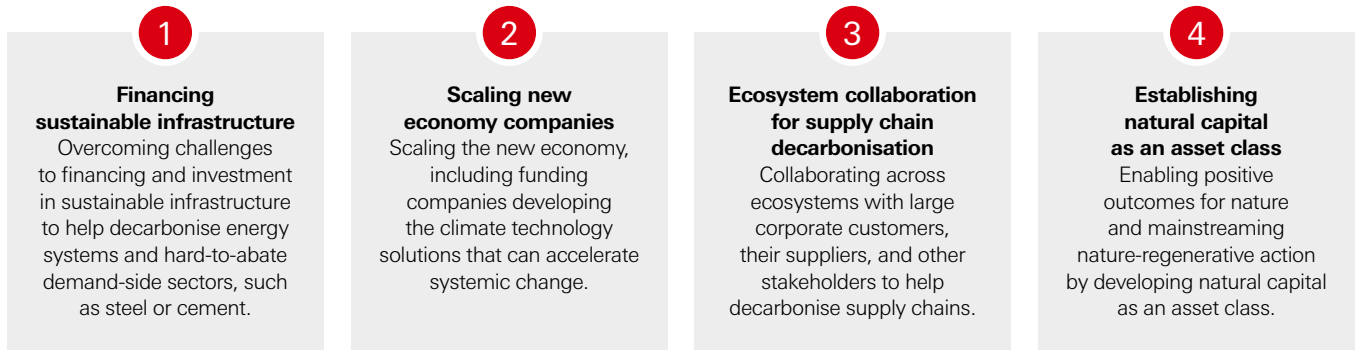 1
Financing
sustainable infrastructure
Overcoming challenges
to financing and investment
in sustainable infrastructure
to help decarbonise energy
systems and hard-to-abate
demand-side sectors, such
as steel or cement.
2
Scaling new
economy companies
Scaling the new economy,
including funding
companies developing
the climate technology
solutions that can accelerate
systemic change.
3
Ecosystem collaboration
for supply chain
decarbonisation
Collaborating across
ecosystems with large
corporate customers,
their suppliers, and other
stakeholders to help
decarbonise supply chains.
4
Establishing
natural capital
as an asset class
Enabling positive
outcomes for nature
and mainstreaming
nature-regenerative action
by developing natural capital
as an asset class.